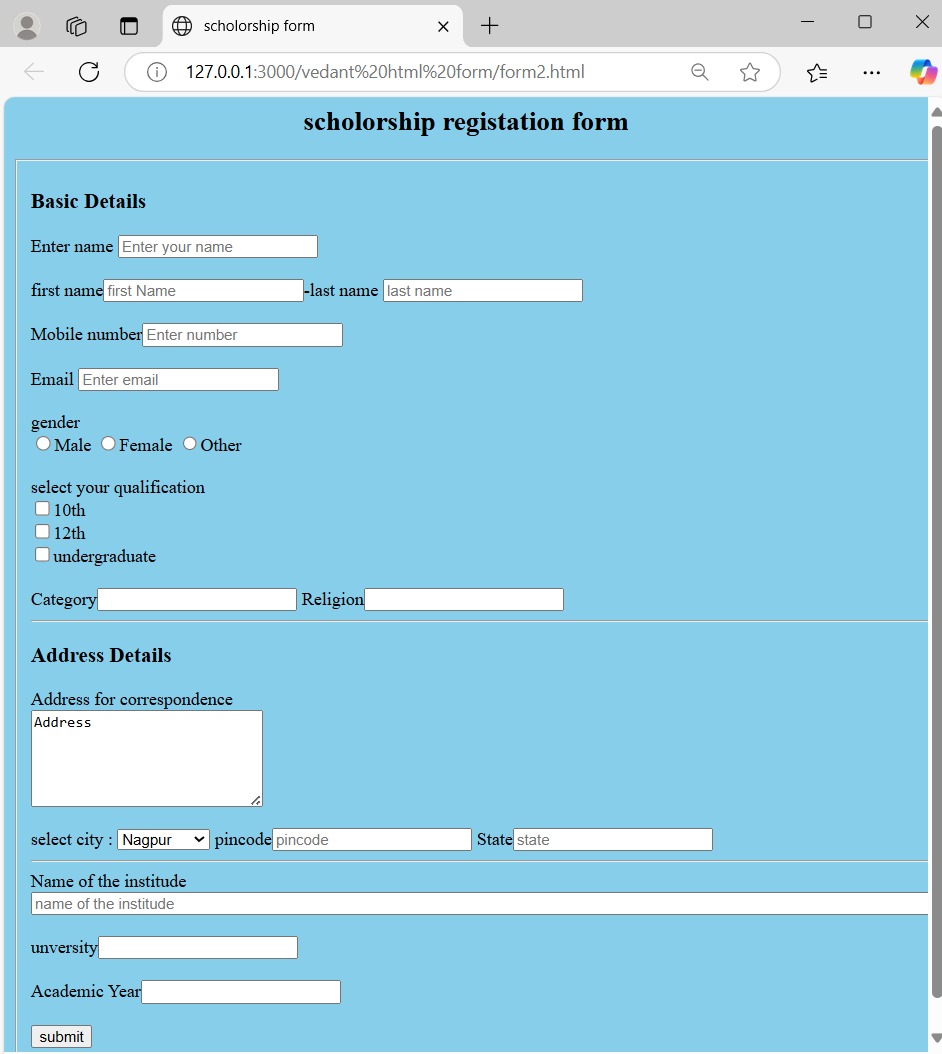 scholorship form
127.0.0.1:3000/vedant%20html%20form/form2.html
scholorship registation form
Basic Details
Enter name Enter your name
first name first Name -last name last name
Mobile number Enter number
Email Enter email
gender
Male Female Other
select your qualification
10th
12th
undergraduate
Category Religion
Address Details
Address for correspondence
Address
select city : Nagpur pincode pincode State state
Name of the institude
name of the institude
unversity
Academic Year
submit